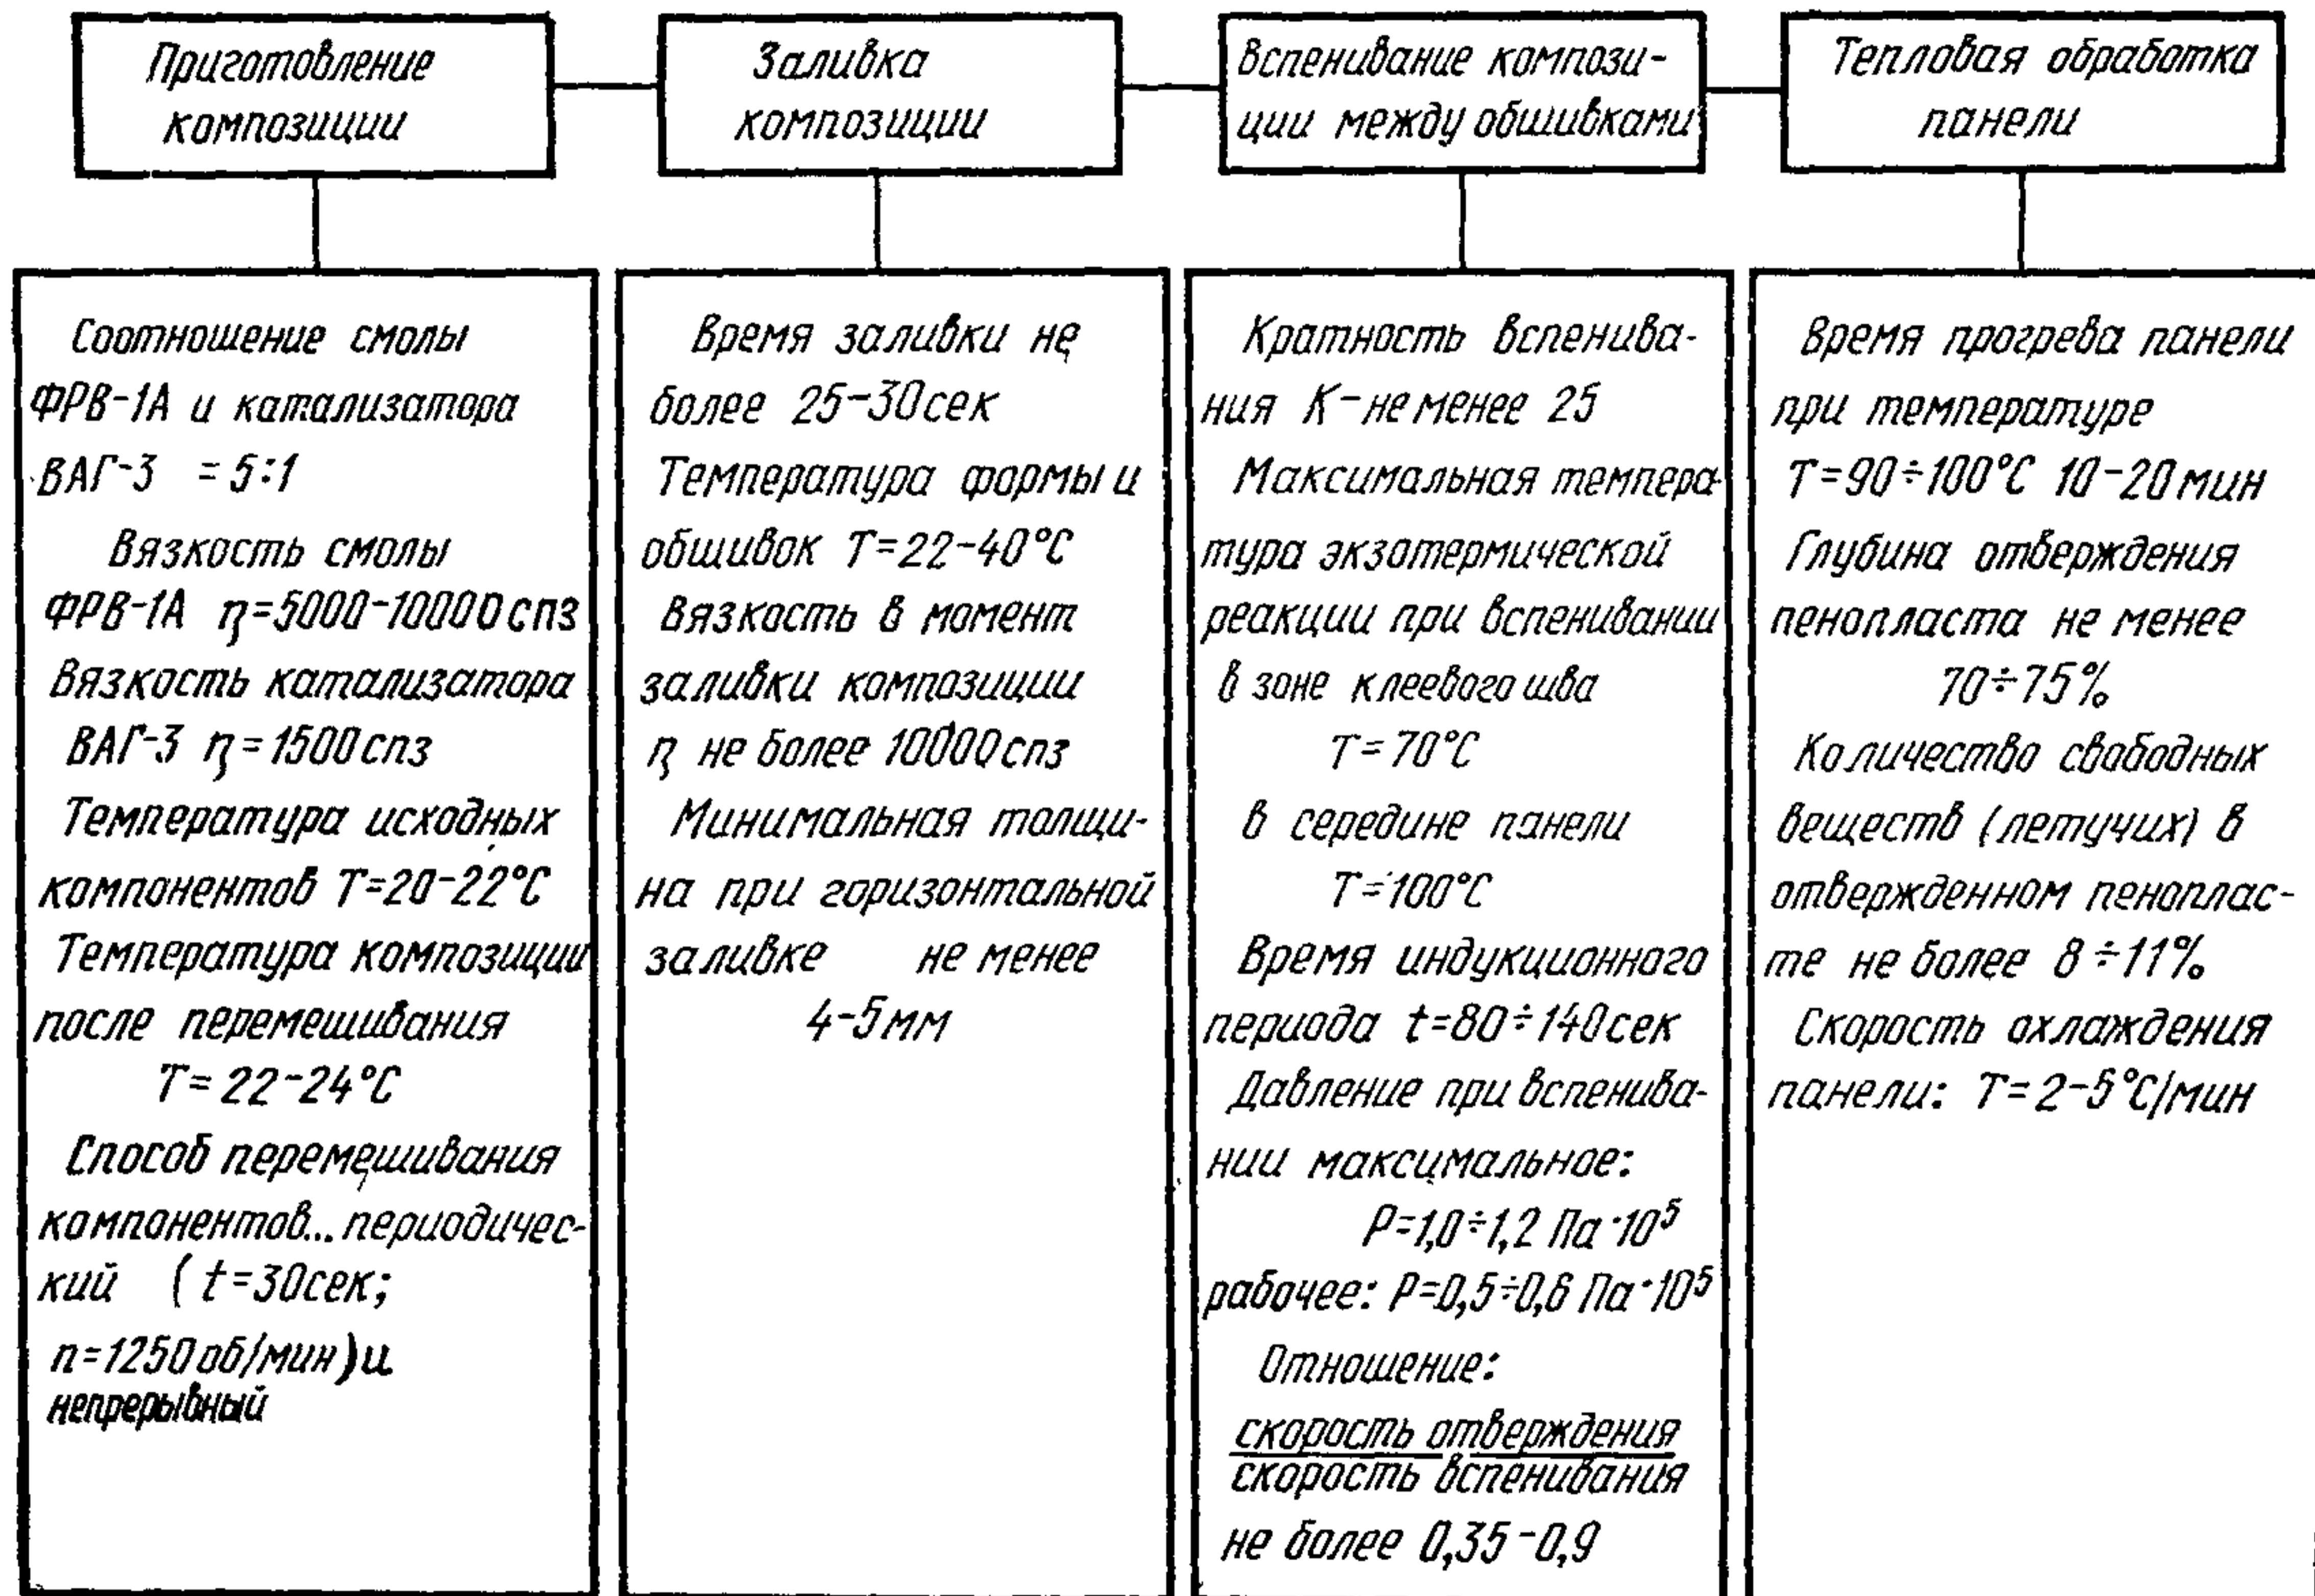 Приготовление
композиции
Заливка
композиции
Вспенивание компози-
ции между обшивками
Тепловая обработка
панели
Соотношение смолы
ФРВ-1А и катализатора
ВАГ-3 = 5:1
Вязкость смолы
ФРВ-1А η=5000-10000 спз
Вязкость катализатора
ВАГ-3 η=1500 спз
Температура исходных
компонентов T=20-22°C
Температура композиции
после перемешивания
T=22-24°C
Способ перемешивания
компонентов... периодичес-
кий (t=30сек;
n=1250 об/мин) и
непрерывный
Время заливки не
более 25-30 сек
Температура формы и
обшивок T=22-40°C
Вязкость в момент
заливки композиции
η не более 10000 спз
Минимальная толщи-
на при горизонтальной
заливке не менее
4-5 мм
Кратность вспенива-
ния К-не менее 25
Максимальная темпера-
тура экзотермической
реакции при вспенивании
в зоне клеевого шва
T=70°C
в середине панели
T=100°C
Время индукционного
периода t=80÷140 сек
Давление при вспенива-
нии максимальное:
P=1,0÷1,2 Па·10⁵
рабочее: P=0,5÷0,6 Па·10⁵
Отношение:
скорость отверждения
скорость вспенивания
не более 0,35-0,9
Время прогрева панели
при температуре
T=90÷100°C 10-20 мин
Глубина отверждения
пенопласта не менее
70÷75%
Количество свободных
веществ (летучих) в
отвержденном пеноплас-
те не более 8÷11%
Скорость охлаждения
панели: T=2-5°C/мин